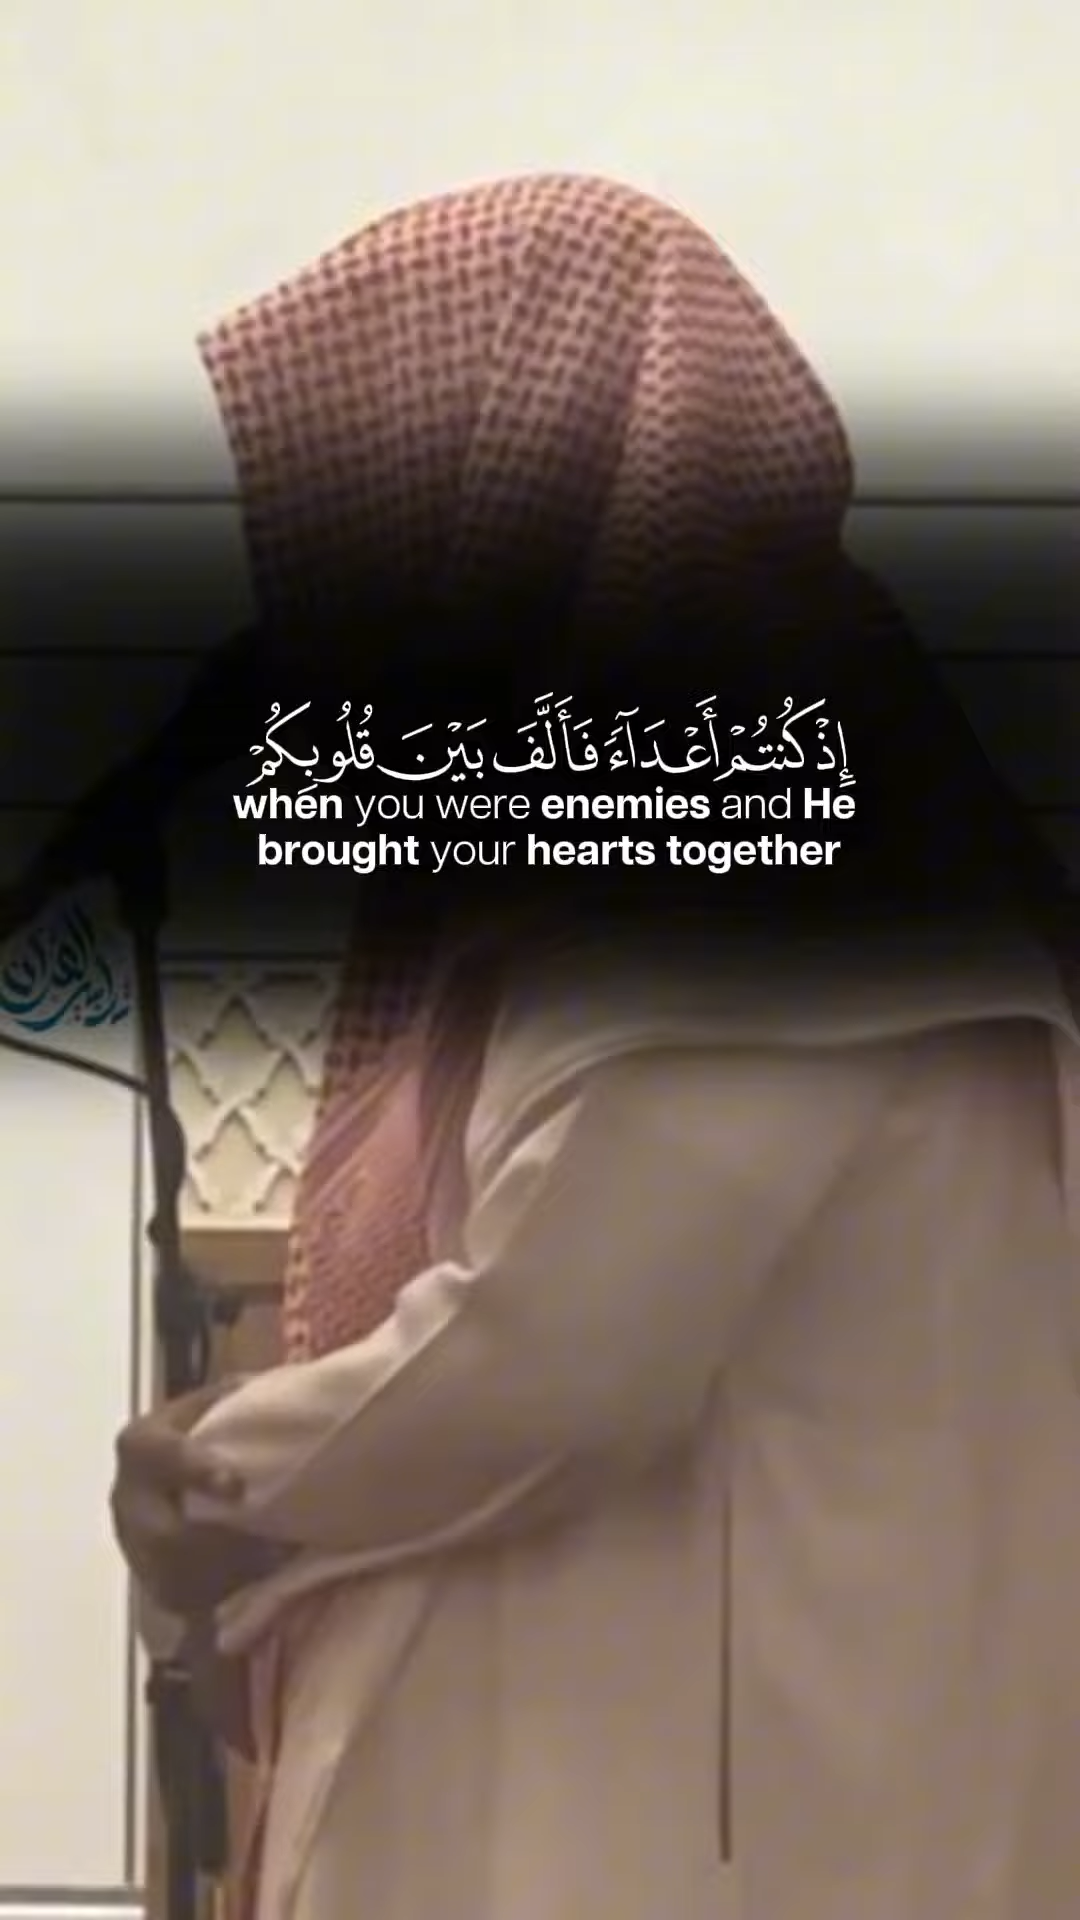 إِذْ كُنتُمْ أَعْدَآءً فَأَلَّفَ بَيْنَ قُلُوبِكُمْ
when you were enemies and He
brought your hearts together